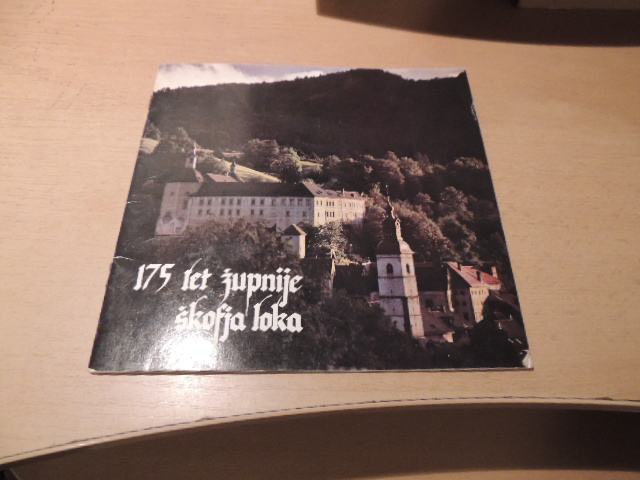 175 let župnije
škofja loka